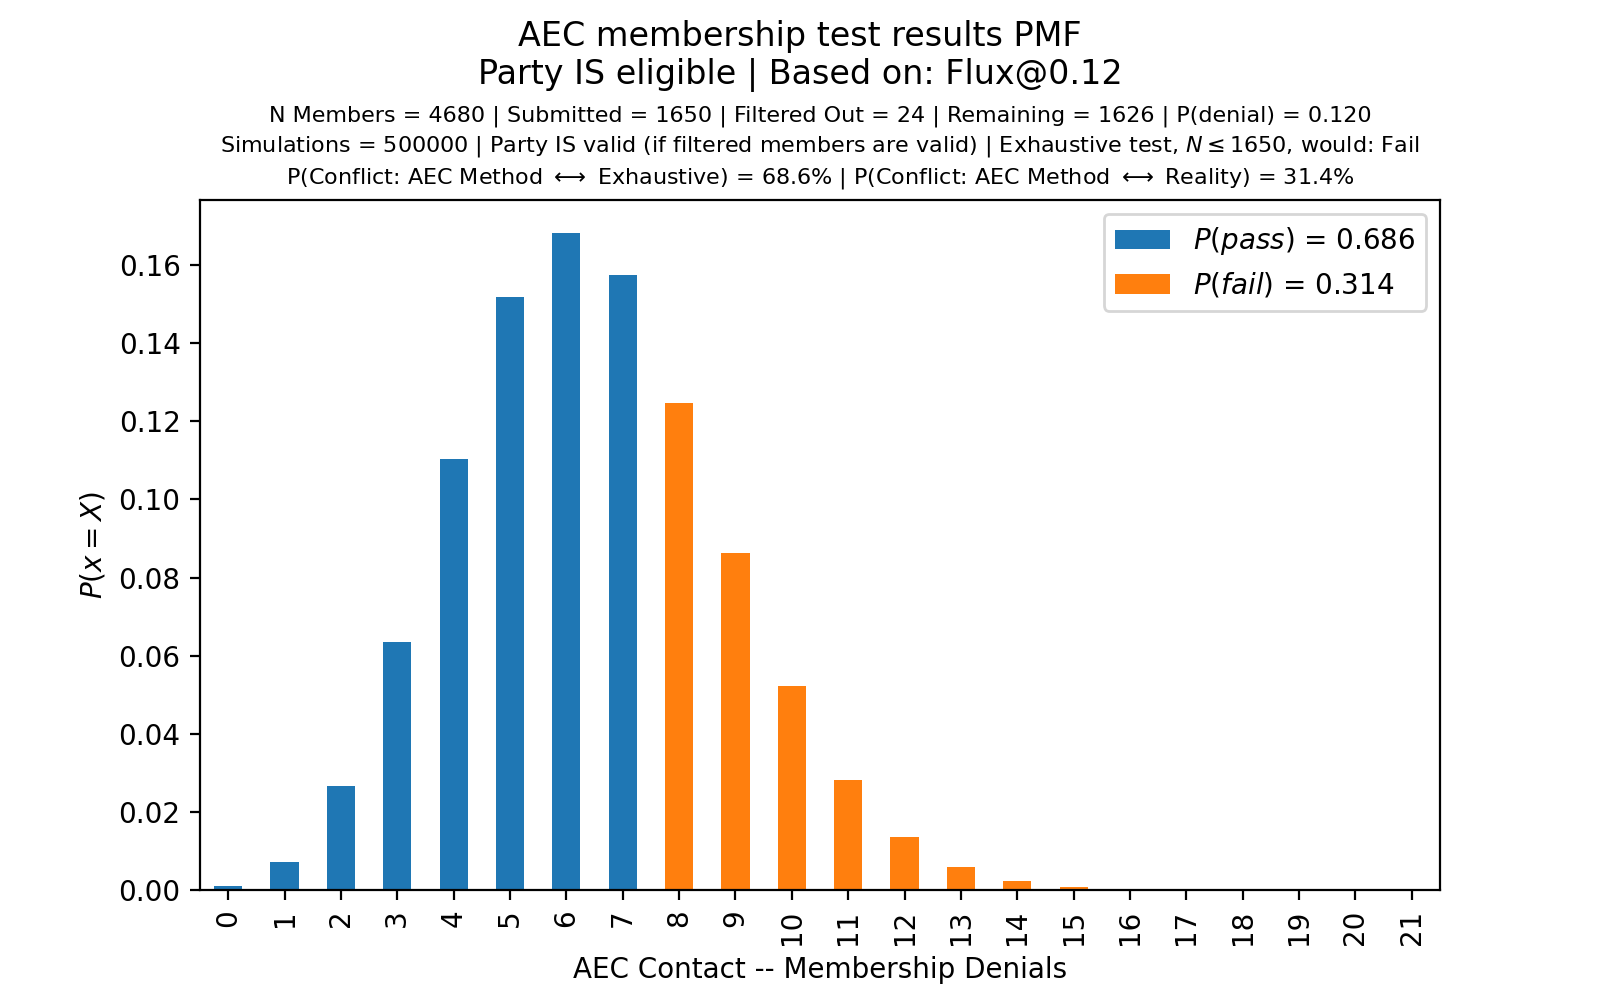 AEC membership test results PMF
Party IS eligible | Based on: Flux@0.12
N Members = 4680 | Submitted = 1650 | Filtered Out = 24 | Remaining = 1626 | P(denial) = 0.120
Simulations = 500000 | Party IS valid (if filtered members are valid) | Exhaustive test, N ≤ 1650, would: Fail
P(Conflict: AEC Method ⟷ Exhaustive) = 68.6% | P(Conflict: AEC Method ⟷ Reality) = 31.4%
P(pass) = 0.686
P(fail) = 0.314
P(x = X)
0.16
0.14
0.12
0.10
0.08
0.06
0.04
0.02
0.00
0 1 2 3 4 5 6 7 8 9 10 11 12 13 14 15 16 17 18 19 20 21
AEC Contact -- Membership Denials